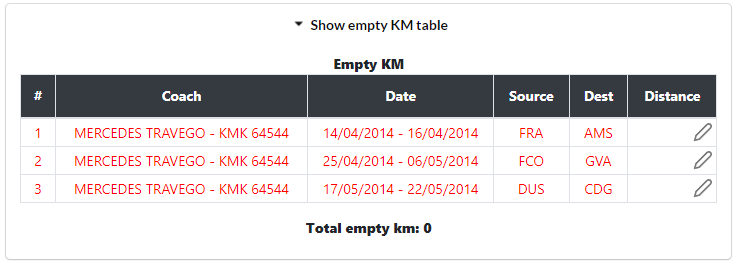 Show empty KM table
Empty KM
# Coach Date Source Dest Distance
1 MERCEDES TRAVEGO - KMK 64544 14/04/2014 - 16/04/2014 FRA AMS
2 MERCEDES TRAVEGO - KMK 64544 25/04/2014 - 06/05/2014 FCO GVA
3 MERCEDES TRAVEGO - KMK 64544 17/05/2014 - 22/05/2014 DUS CDG
Total empty km: 0